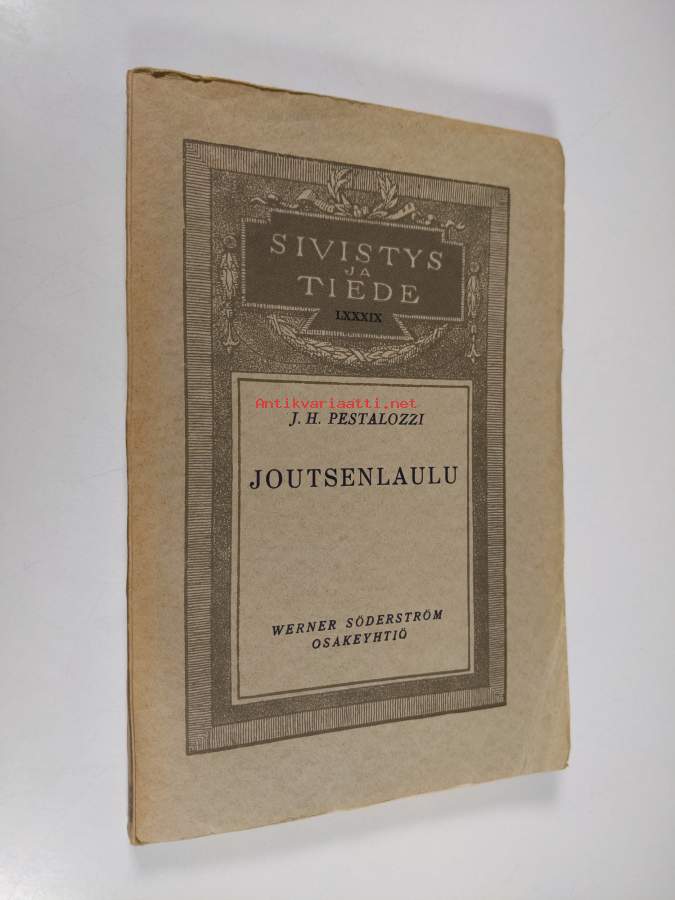 SIVISTYS
JA
TIEDE
LXXXIX
Antikvariaatti.net
J. H. PESTALOZZI
JOUTSENLAULU
WERNER SÖDERSTRÖM
OSAKEYHTIÖ